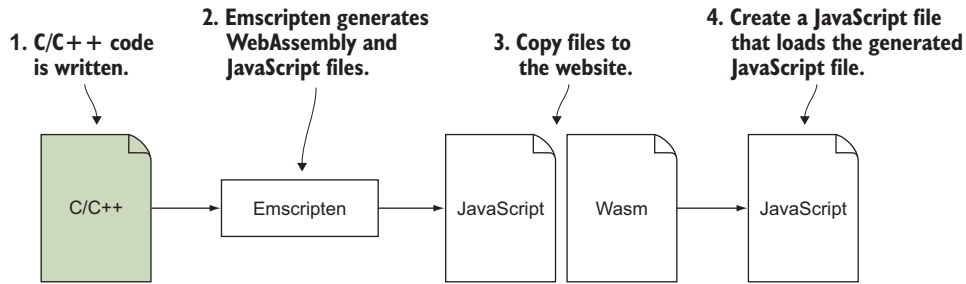 1. C/C++ code
is written.
2. Emscripten generates
WebAssembly and
JavaScript files.
3. Copy files to
the website.
4. Create a JavaScript file
that loads the generated
JavaScript file.
C/C++
Emscripten
JavaScript
Wasm
JavaScript